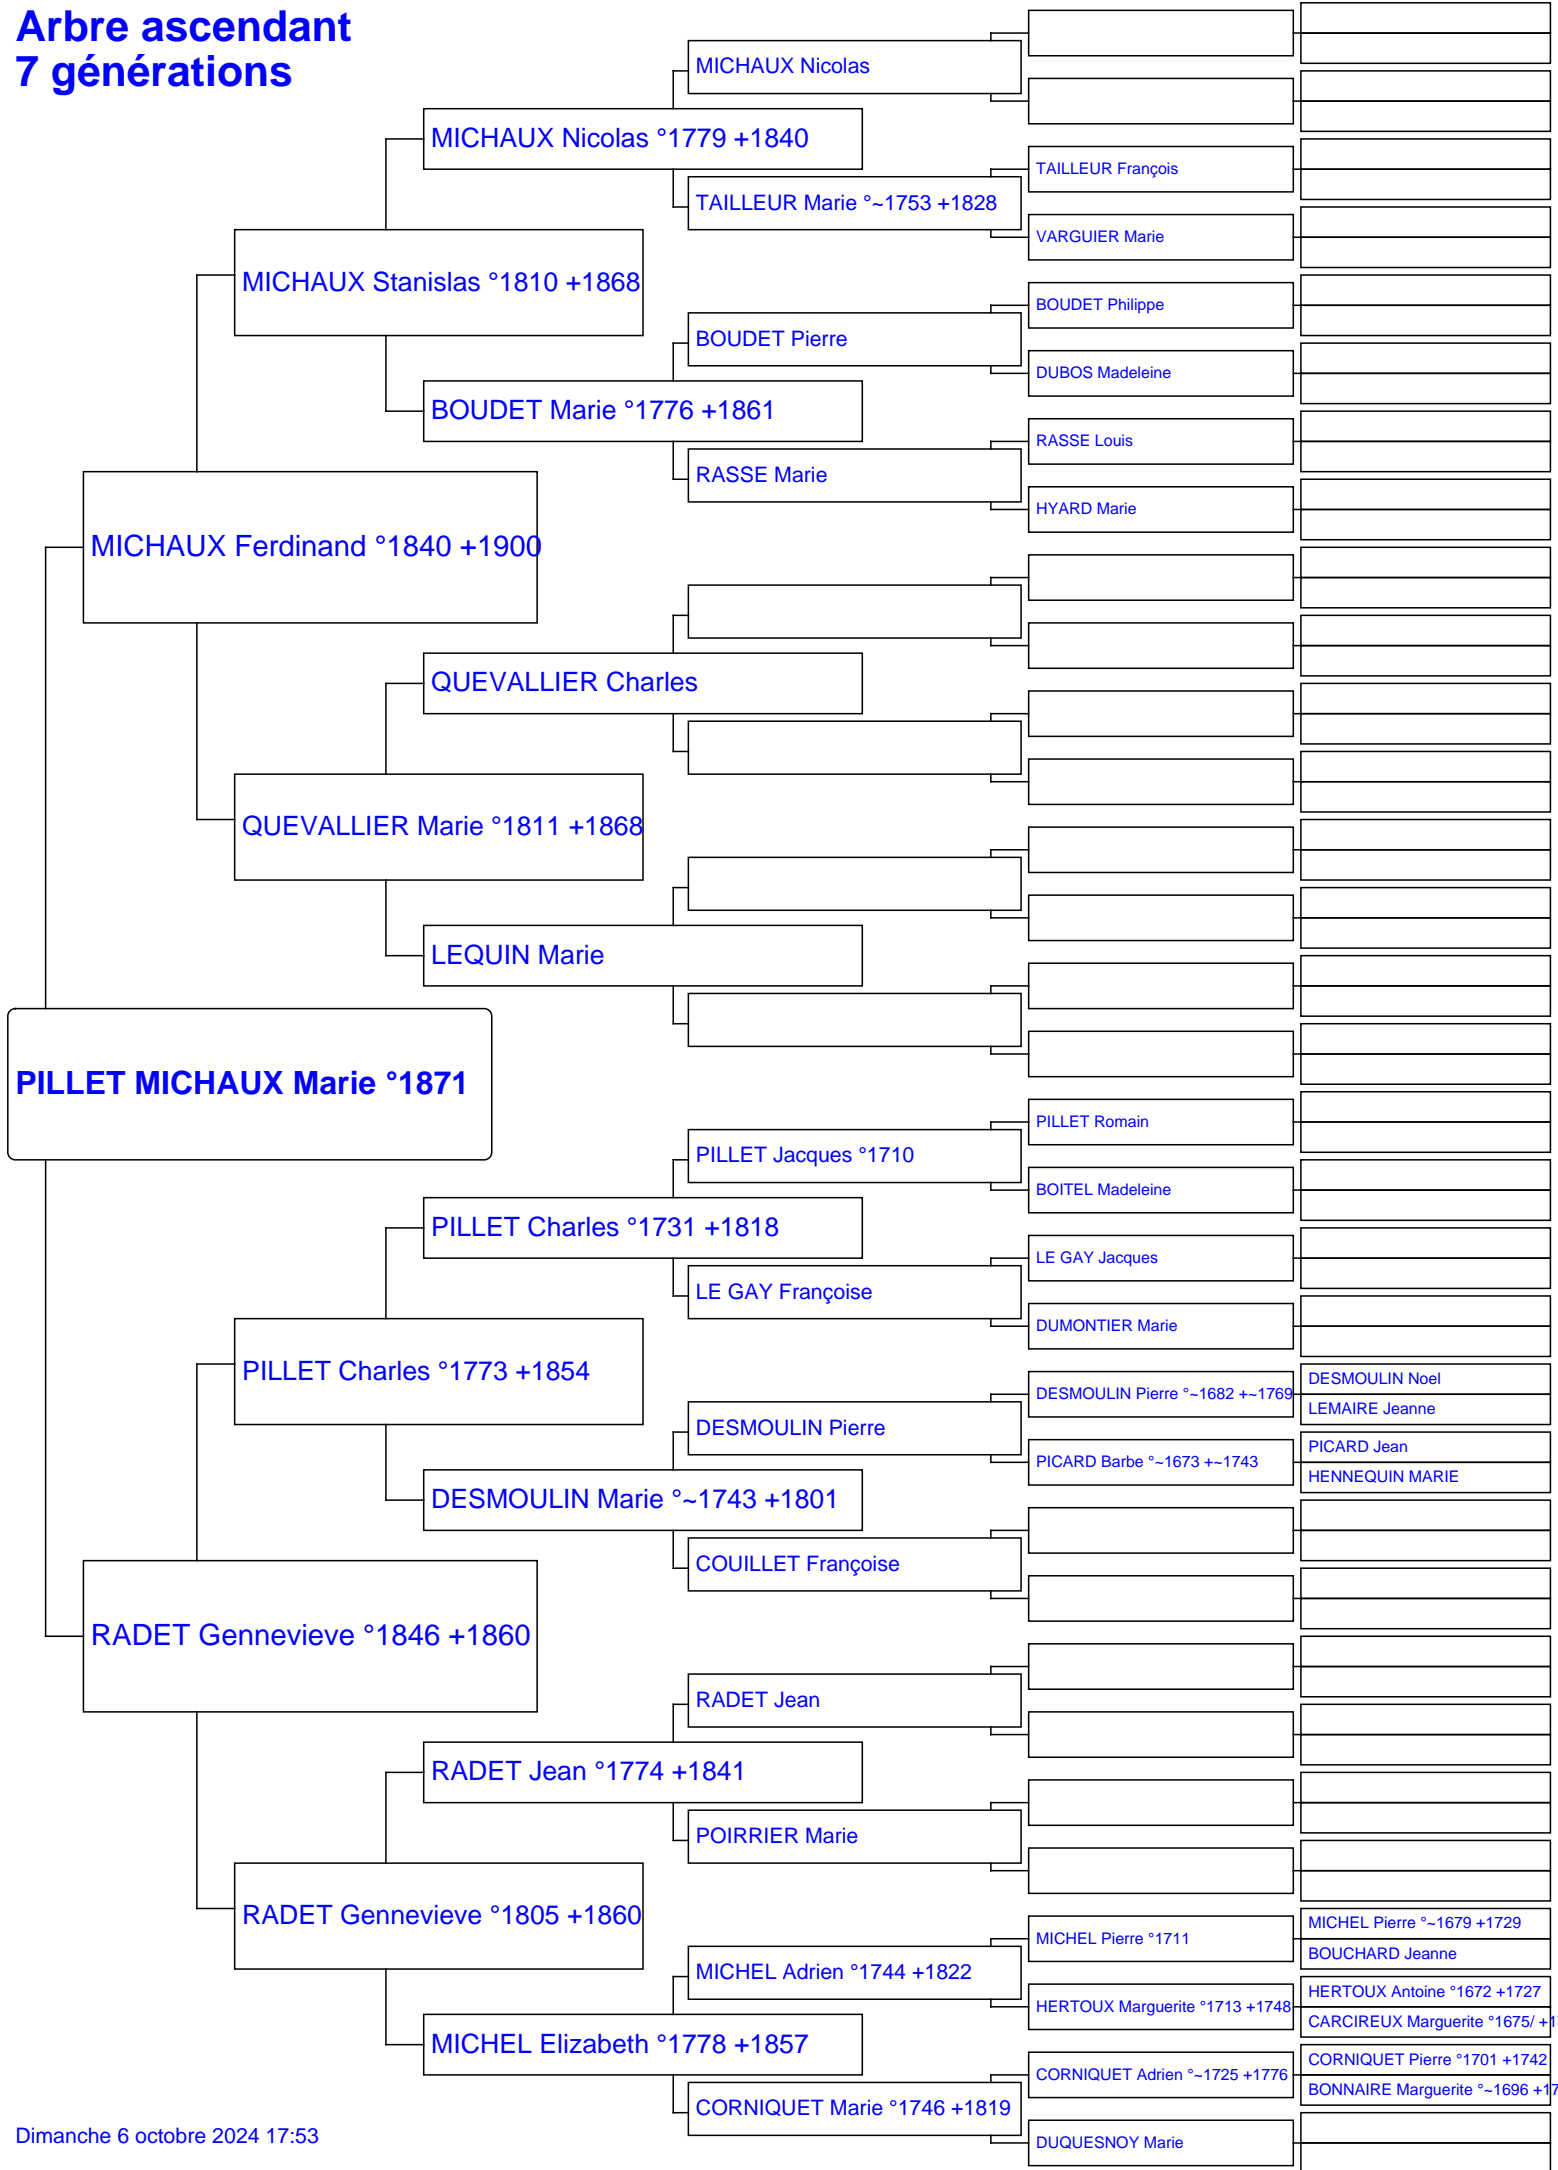 Arbre ascendant
7 générations
MICHAUX Nicolas
MICHAUX Nicolas °1779 +1840
TAILLEUR François
TAILLEUR Marie °~1753 +1828
VARGUIER Marie
MICHAUX Stanislas °1810 +1868
BOUDET Philippe
BOUDET Pierre
DUBOS Madeleine
BOUDET Marie °1776 +1861
RASSE Louis
RASSE Marie
HYARD Marie
MICHAUX Ferdinand °1840 +1900
QUEVALLIER Charles
QUEVALLIER Marie °1811 +1868
LEQUIN Marie
PILLET MICHAUX Marie °1871
PILLET Romain
PILLET Jacques °1710
BOITEL Madeleine
PILLET Charles °1731 +1818
LE GAY Jacques
LE GAY Françoise
DUMONTIER Marie
PILLET Charles °1773 +1854
DESMOULIN Noel
DESMOULIN Pierre °~1682 +~1769
LEMAIRE Jeanne
DESMOULIN Pierre
PICARD Jean
PICARD Barbe °~1673 +~1743
HENNEQUIN MARIE
DESMOULIN Marie °~1743 +1801
COUILLET Françoise
RADET Gennevieve °1846 +1860
RADET Jean
RADET Jean °1774 +1841
POIRRIER Marie
RADET Gennevieve °1805 +1860
MICHEL Pierre °~1679 +1729
MICHEL Pierre °1711
BOUCHARD Jeanne
MICHEL Adrien °1744 +1822
HERTOUX Antoine °1672 +1727
HERTOUX Marguerite °1713 +1748
CARCIREUX Marguerite °1675/ +1
MICHEL Elizabeth °1778 +1857
CORNIQUET Pierre °1701 +1742
CORNIQUET Adrien °~1725 +1776
BONNAIRE Marguerite °~1696 +17
CORNIQUET Marie °1746 +1819
DUQUESNOY Marie
Dimanche 6 octobre 2024 17:53